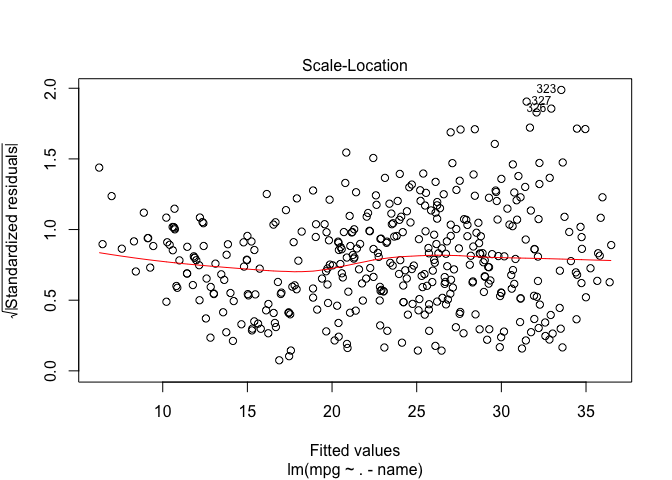 Scale-Location
√|Standardized residuals|
2.0
1.5
1.0
0.5
0.0
323
327
326
10 15 20 25 30 35
Fitted values
lm(mpg ~ . - name)